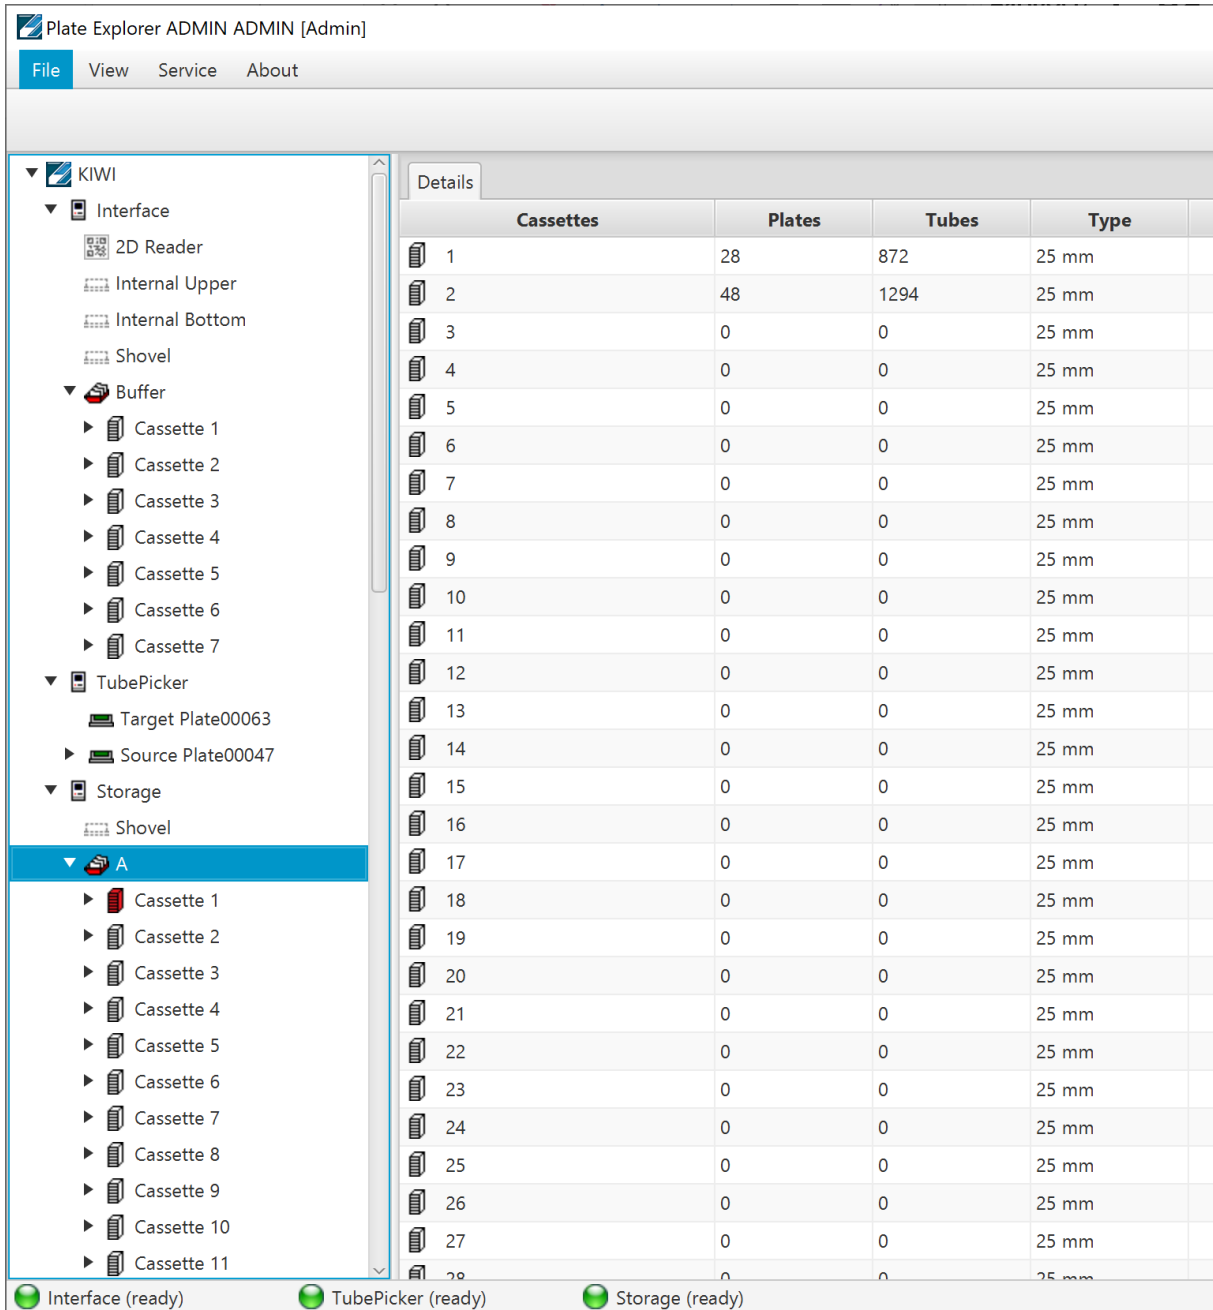 Plate Explorer ADMIN ADMIN [Admin]
File View Service About
KIWI
Interface
2D Reader
Internal Upper
Internal Bottom
Shovel
Buffer
Cassette 1
Cassette 2
Cassette 3
Cassette 4
Cassette 5
Cassette 6
Cassette 7
TubePicker
Target Plate00063
Source Plate00047
Storage
Shovel
A
Cassette 1
Cassette 2
Cassette 3
Cassette 4
Cassette 5
Cassette 6
Cassette 7
Cassette 8
Cassette 9
Cassette 10
Cassette 11
Details
Cassettes Plates Tubes Type
1 28 872 25 mm
2 48 1294 25 mm
3 0 0 25 mm
4 0 0 25 mm
5 0 0 25 mm
6 0 0 25 mm
7 0 0 25 mm
8 0 0 25 mm
9 0 0 25 mm
10 0 0 25 mm
11 0 0 25 mm
12 0 0 25 mm
13 0 0 25 mm
14 0 0 25 mm
15 0 0 25 mm
16 0 0 25 mm
17 0 0 25 mm
18 0 0 25 mm
19 0 0 25 mm
20 0 0 25 mm
21 0 0 25 mm
22 0 0 25 mm
23 0 0 25 mm
24 0 0 25 mm
25 0 0 25 mm
26 0 0 25 mm
27 0 0 25 mm
28 0 0 25 mm
Interface (ready) TubePicker (ready) Storage (ready)